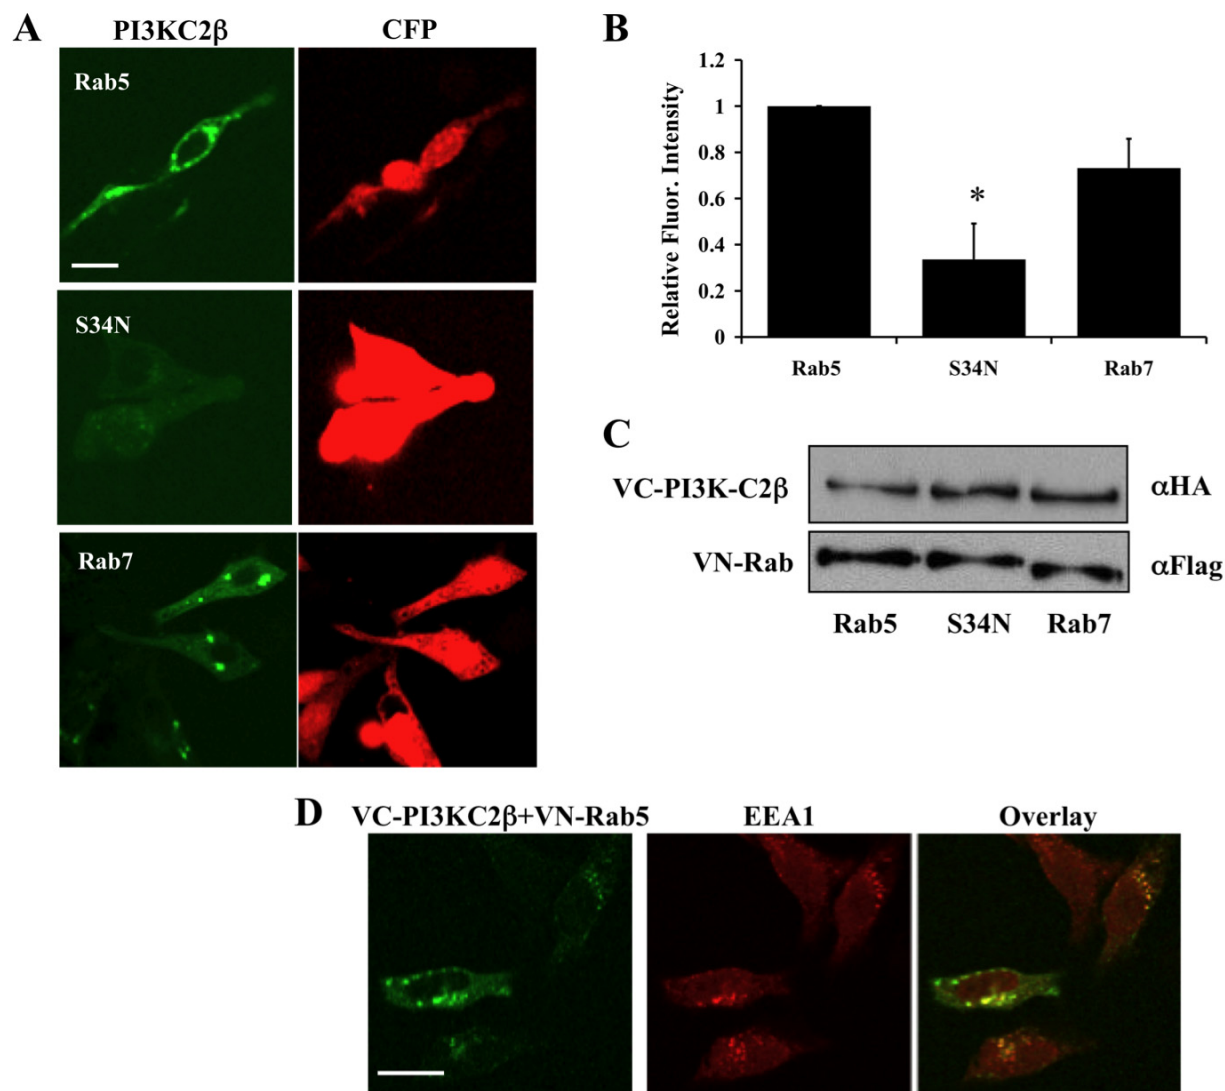 A
PI3KC2β
CFP
Rab5
S34N
Rab7
B
Relative Fluor. Intensity
1.2
1
0.8
0.6
0.4
0.2
0
*
Rab5
S34N
Rab7
C
VC-PI3K-C2β
αHA
VN-Rab
αFlag
Rab5
S34N
Rab7
D
VC-PI3KC2β+VN-Rab5
EEA1
Overlay